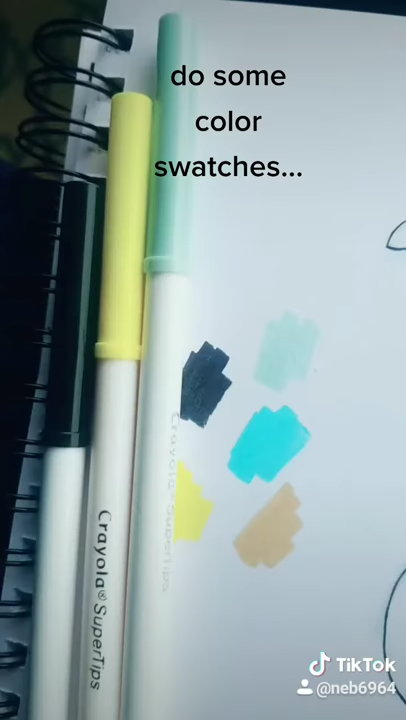 do some
color
swatches...
Crayola® SuperTips
Crayola® SuperTips
TikTok
@neb6964